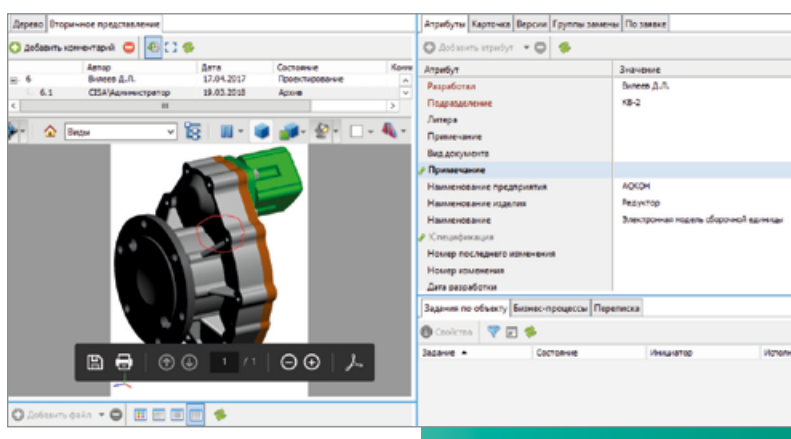 Дерево Вторичное представление
Добавить комментарий
Автор Дата Состояние Комм
6 Вилеев Д.Л. 17.04.2017 Проектирование
6.1 CISA\Администратор 19.03.2018 Архив
Виды
1 / 1
Добавить файл
Атрибуты Карточка Версии Группы замены По заявке
Добавить атрибут
Атрибут Значение
Разработал Вилеев Д.Л.
Подразделение КБ-2
Литера
Примечание
Вид документа
Примечание
Наименование предприятия АСКОН
Наименование изделия Редуктор
Наименование Электронная модель сборочной единицы
!Спецификация
Номер последнего изменения
Номер изменения
Дата разработки
Задания по объекту Бизнес-процессы Переписка
Свойства
Задание Состояние Инициатор Исполн